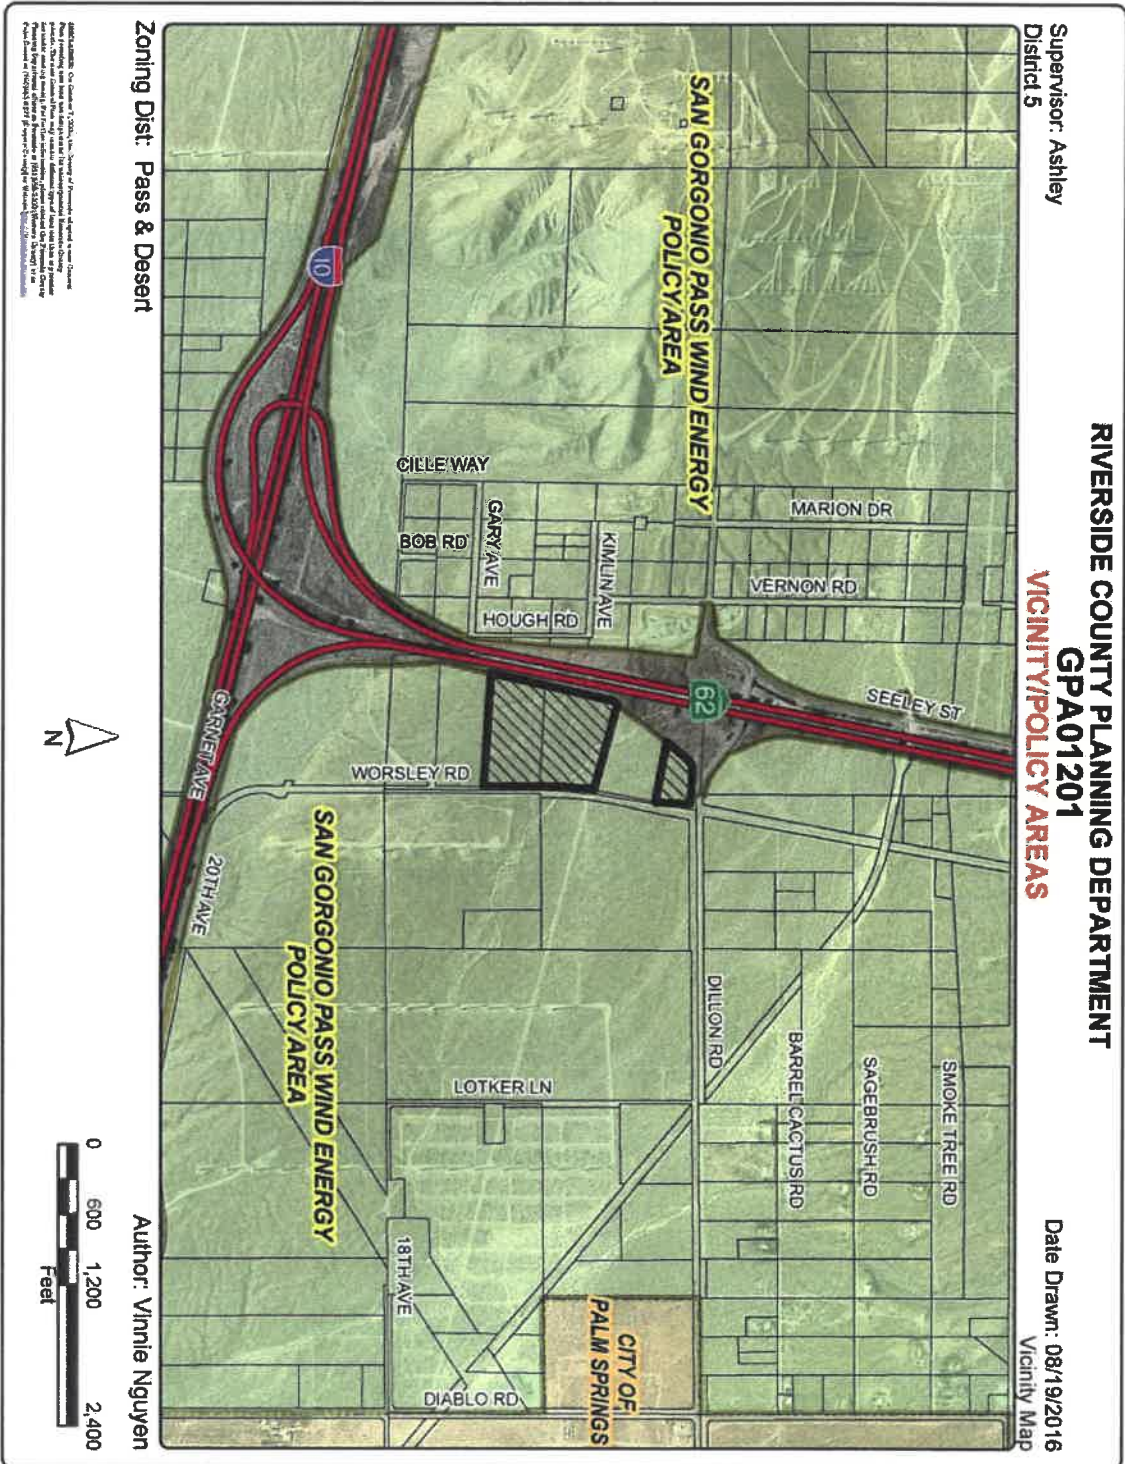 RIVERSIDE COUNTY PLANNING DEPARTMENT
GPA01201
VICINITY/POLICY AREAS
Supervisor: Ashley
District 5
Date Drawn: 08/19/2016
Vicinity Map
SEELEY ST
SMOKE TREE RD
SAGEBRUSH RD
MARION DR
VERNON RD
BARREL CACTUS RD
DILLON RD
62
SAN GORGONIO PASS WIND ENERGY
POLICY AREA
KIMLIN AVE
HOUGH RD
GARY AVE
CILLE WAY
BOB RD
CITY OF
PALM SPRINGS
LOTKER LN
WORSLEY RD
DIABLO RD
18TH AVE
10
SAN GORGONIO PASS WIND ENERGY
POLICY AREA
GARNET AVE
20TH AVE
Zoning Dist: Pass & Desert
Author: Vinnie Nguyen
N
0 600 1,200 2,400
Feet